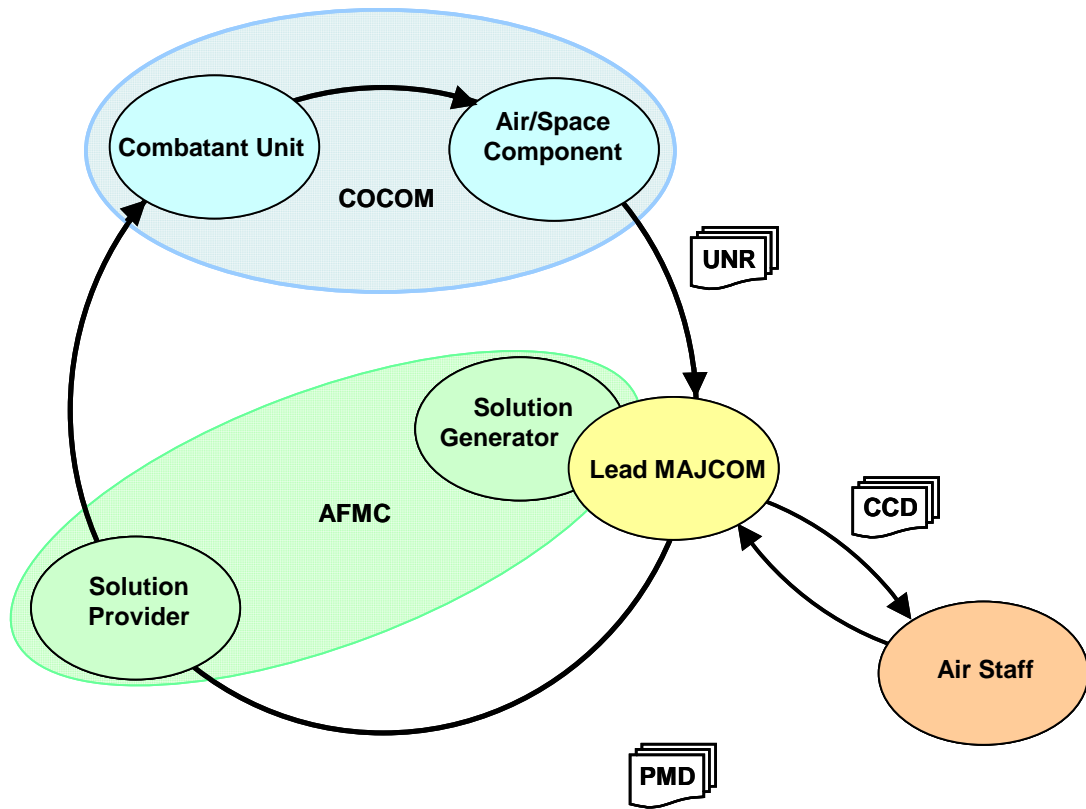 Combatant Unit
Air/Space
Component
COCOM
UNR
Solution
Generator
Lead MAJCOM
CCD
AFMC
Solution
Provider
Air Staff
PMD